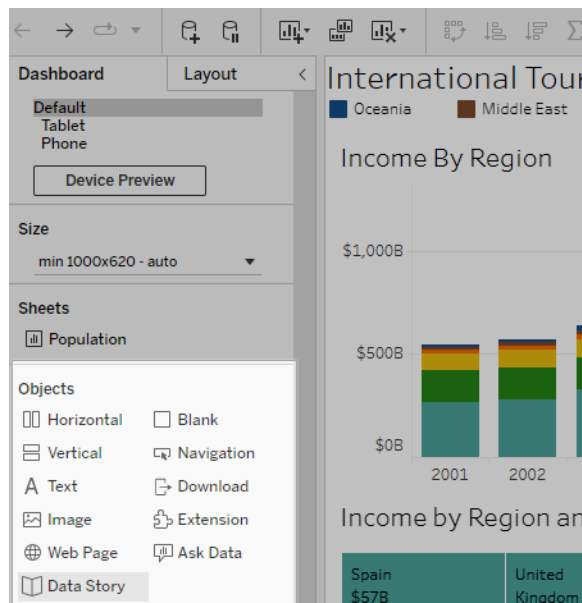 Dashboard
Layout
Default
Tablet
Phone
Device Preview
Size
min 1000x620 - auto
Sheets
Population
Objects
Horizontal
Blank
Vertical
Navigation
Text
Download
Image
Extension
Web Page
Ask Data
Data Story
International
Oceania
Middle East
Income By Region
$1,000B
$500B
$0B
2001
2002
Income by Region
Spain
$57B
United
Kingdom